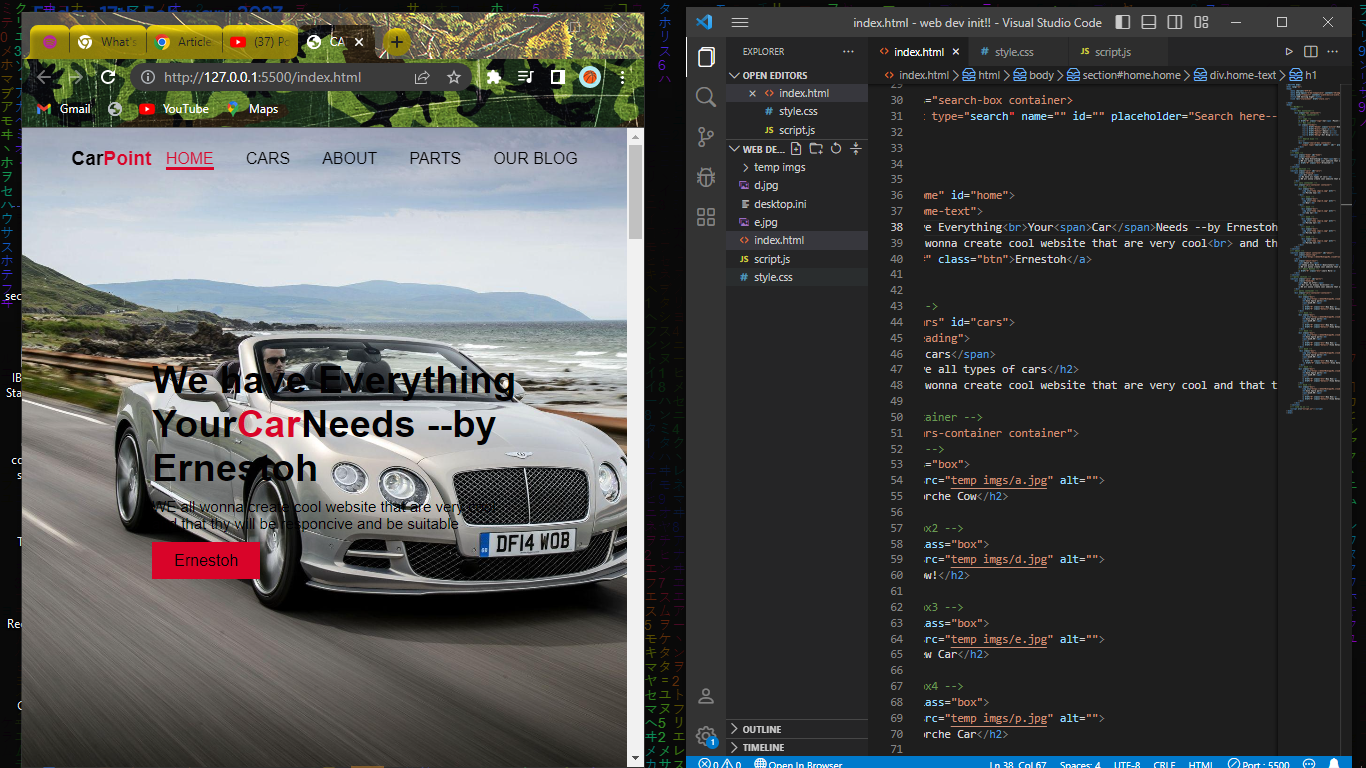 What's
Article
(37) Po
CA
http://127.0.0.1:5500/index.html
Gmail
YouTube
Maps
CarPoint HOME CARS ABOUT PARTS OUR BLOG
We have Everything
YourCarNeeds --by
Ernestoh
WE all wonna create cool website that are very cool
and that thy will be responcive and be suitable
Ernestoh
DF14 WOB
index.html - web dev init!! - Visual Studio Code
EXPLORER
OPEN EDITORS
index.html
style.css
script.js
WEB DE...
temp imgs
d.jpg
desktop.ini
e.jpg
index.html
script.js
style.css
OUTLINE
TIMELINE
index.html style.css script.js
index.html > html > body > section#home.home > div.home-text > h1
29
30 ="search-box container>
31 type="search" name="" id="" placeholder="Search here--
32
33
34
35
36 me" id="home">
37 me-text">
38 e Everything<br>Your<span>Car</span>Needs --by Ernestoh
39 wonna create cool website that are very cool<br> and th
40 " class="btn">Ernestoh</a>
41
42
43 -->
44 rs" id="cars">
45 eading">
46 cars</span>
47 ve all types of cars</h2>
48 wonna create cool website that are very cool and that t
49
50 tainer -->
51 rs-container container">
52 -->
53 ="box">
54 src="temp imgs/a.jpg" alt="">
55 rche Cow</h2>
56
57 ox2 -->
58 lass="box">
59 src="temp imgs/d.jpg" alt="">
60 ow!</h2>
61
62 ox3 -->
63 lass="box">
64 src="temp imgs/e.jpg" alt="">
65 w Car</h2>
66
67 ox4 -->
68 lass="box">
69 src="temp imgs/p.jpg" alt="">
70 orche Car</h2>
71
0 0 Open In Browser Ln 38, Col 67 Spaces: 4 UTF-8 CRLF HTML Port : 5500